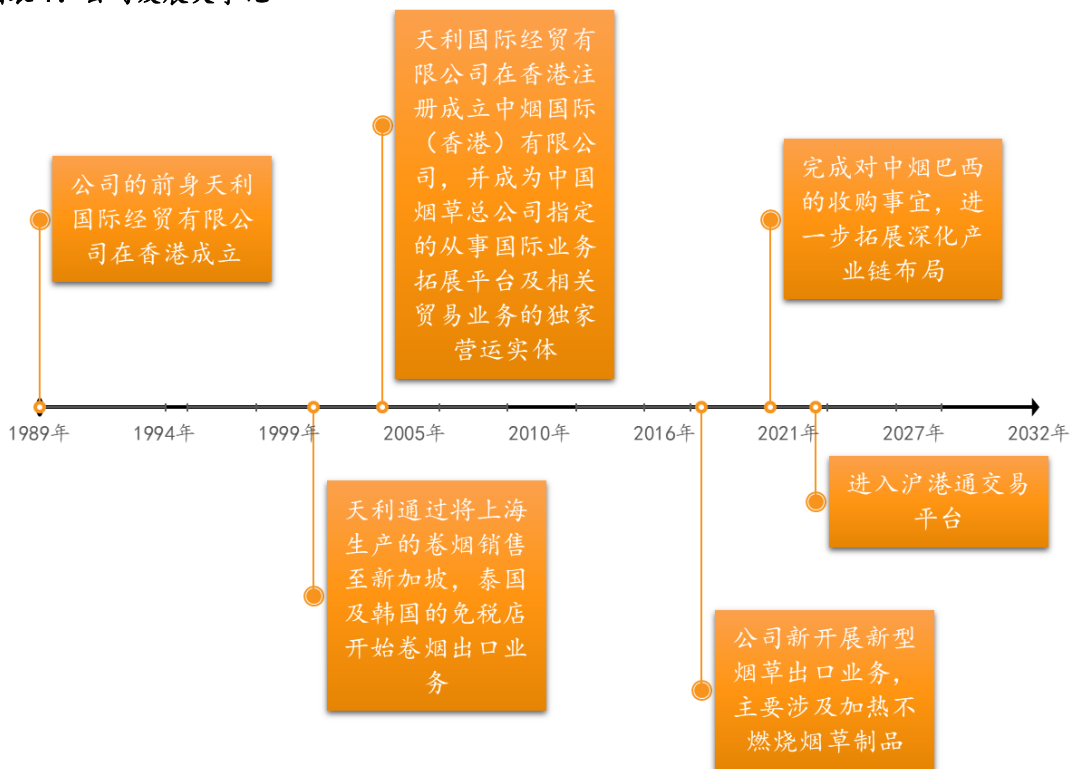 天利国际经贸有
限公司在香港注
册成立中烟国际
（香港）有限公
司，并成为中国
烟草总公司指定
的从事国际业务
拓展平台及相关
贸易业务的独家
营运实体
公司的前身天利
国际经贸有限公
司在香港成立
完成对中烟巴西
的收购事宜，进
一步拓展深化产
业链布局
1989年
1994年
1999年
2005年
2010年
2016年
2021年
2027年
2032年
进入沪港通交易
平台
天利通过将上海
生产的卷烟销售
至新加坡，泰国
及韩国的免税店
开始卷烟出口业
务
公司新开展新型
烟草出口业务，
主要涉及加热不
燃烧烟草制品